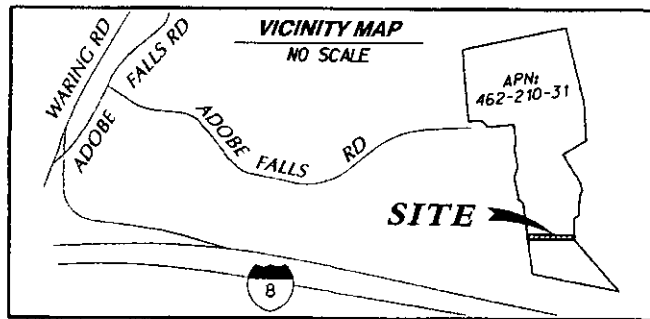 VICINITY MAP
NO SCALE
WARING RD
ADOBE FALLS RD
ADOBE FALLS RD
APN:
462-210-31
SITE
8